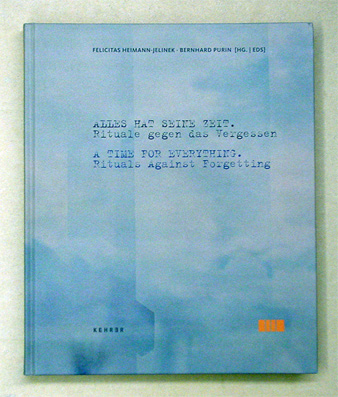 FELICITAS HEIMANN-JELINEK · BERNHARD PURIN [HG. | EDS]
ALLES HAT SEINE ZEIT.
Rituale gegen das Vergessen
A TIME FOR EVERYTHING.
Rituals Against Forgetting
KEHRER